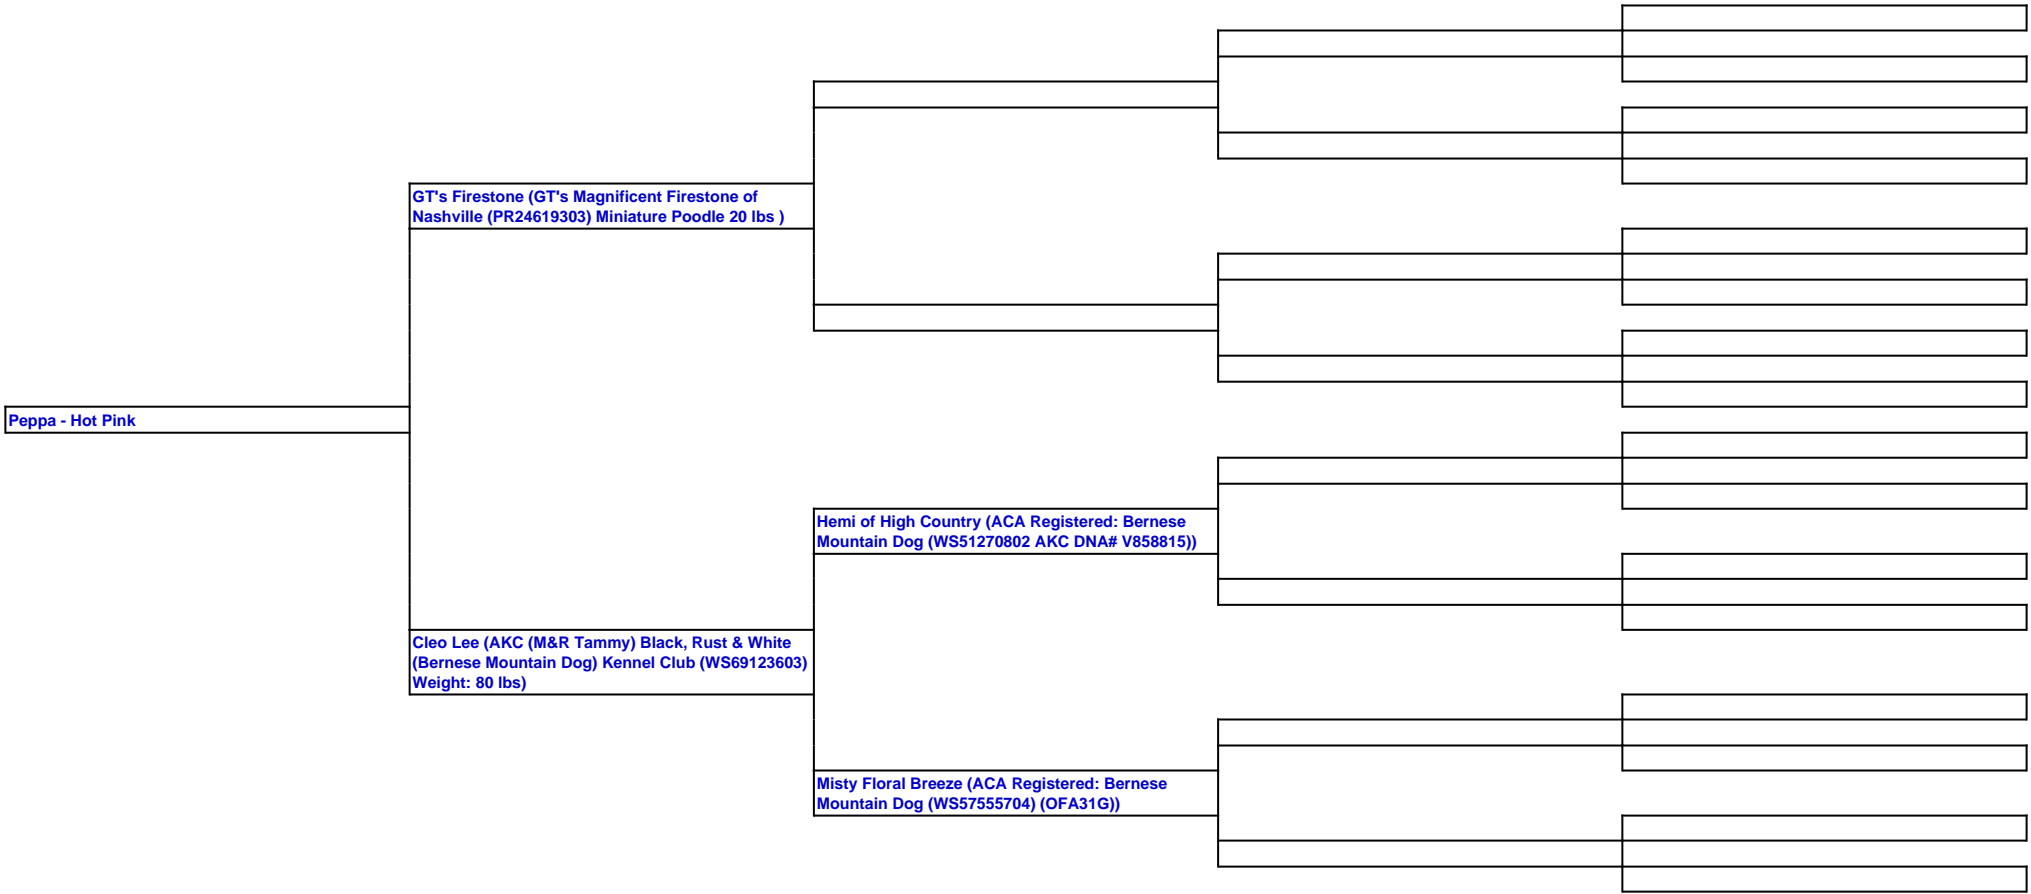 GT's Firestone (GT's Magnificent Firestone of
Nashville (PR24619303) Miniature Poodle 20 lbs )
Peppa - Hot Pink
Hemi of High Country (ACA Registered: Bernese
Mountain Dog (WS51270802 AKC DNA# V858815))
Cleo Lee (AKC (M&R Tammy) Black, Rust & White
(Bernese Mountain Dog) Kennel Club (WS69123603)
Weight: 80 lbs)
Misty Floral Breeze (ACA Registered: Bernese
Mountain Dog (WS57555704) (OFA31G))